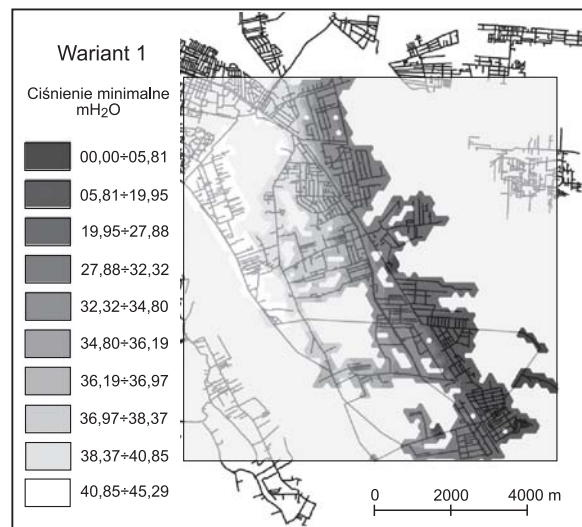 Wariant 1
Ciśnienie minimalne
mH₂O
00,00÷05,81
05,81÷19,95
19,95÷27,88
27,88÷32,32
32,32÷34,80
34,80÷36,19
36,19÷36,97
36,97÷38,37
38,37÷40,85
40,85÷45,29
0 2000 4000 m